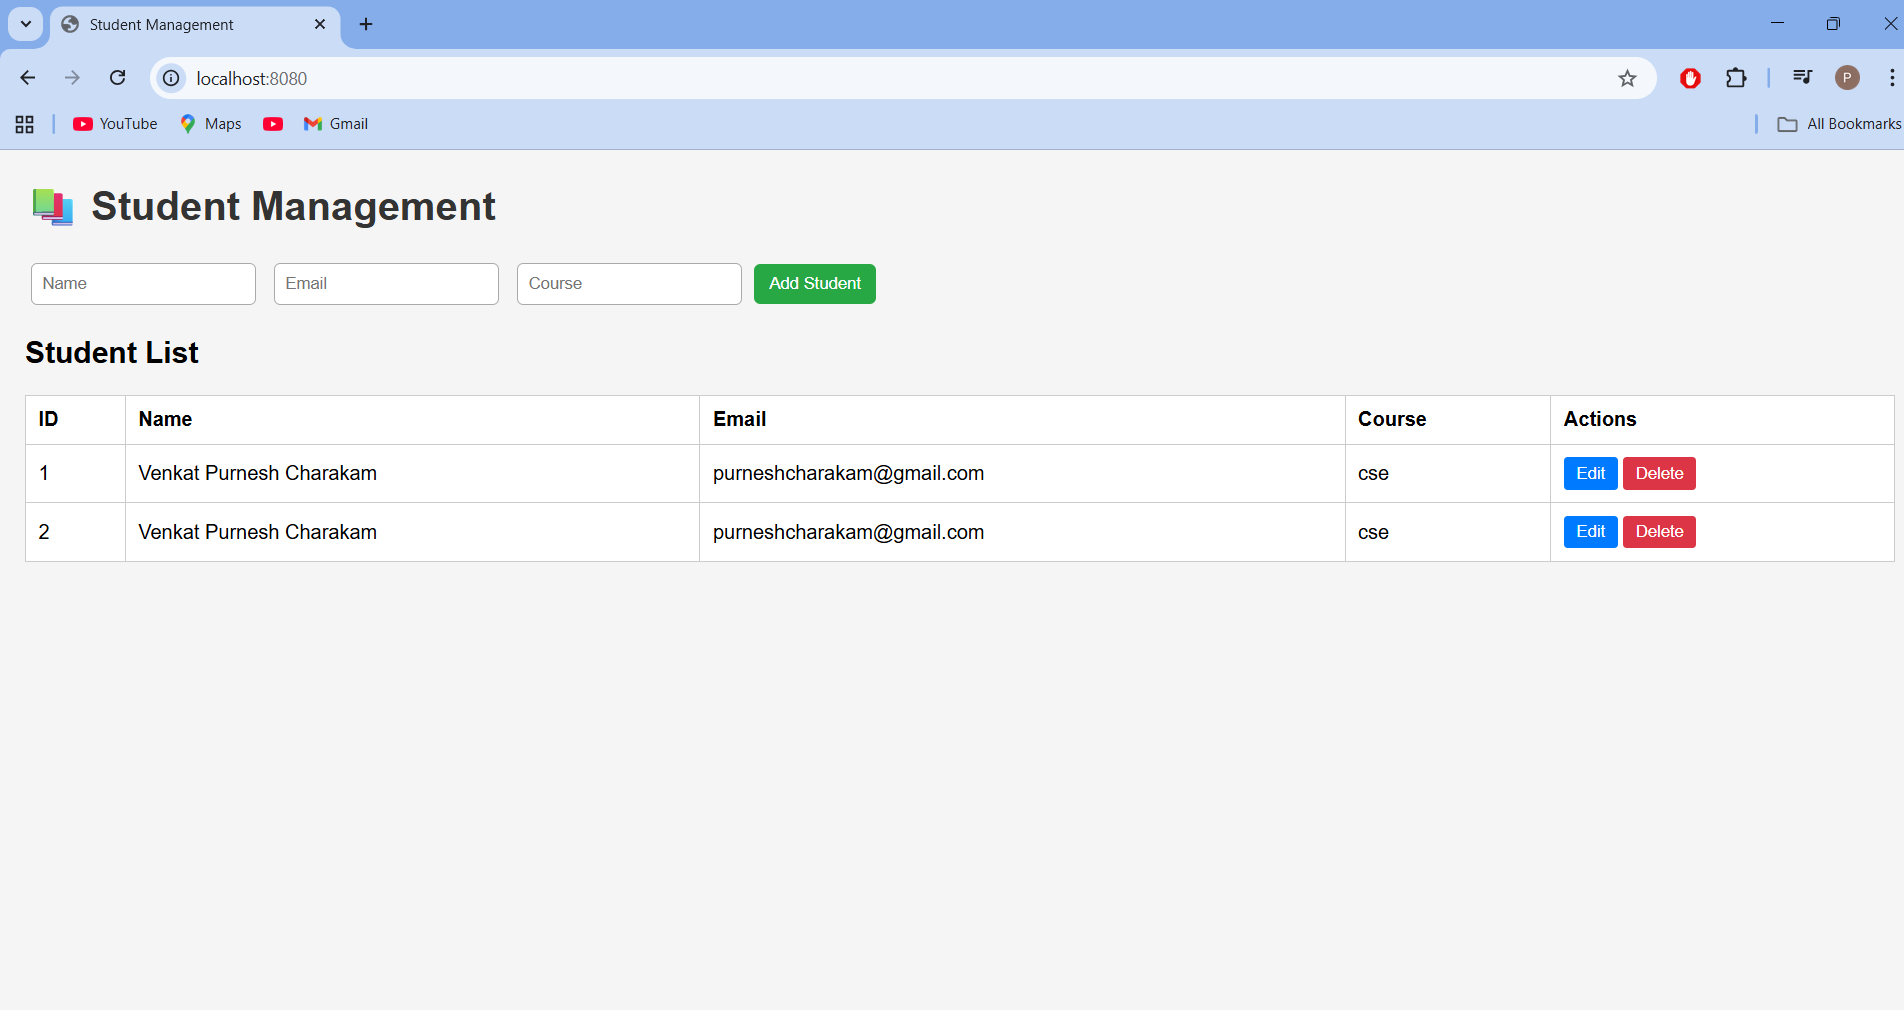 Student Management
localhost:8080
YouTube Maps Gmail All Bookmarks
P
Student Management
Name Email Course Add Student
Student List
ID Name Email Course Actions
1 Venkat Purnesh Charakam purneshcharakam@gmail.com cse Edit Delete
2 Venkat Purnesh Charakam purneshcharakam@gmail.com cse Edit Delete